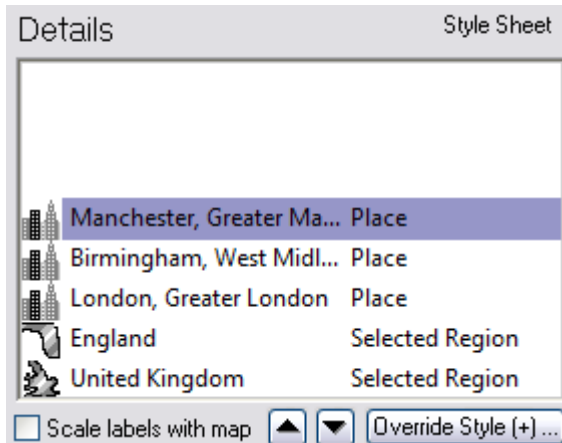 Details Style Sheet
Manchester, Greater Ma... Place
Birmingham, West Midl... Place
London, Greater London Place
England Selected Region
United Kingdom Selected Region
Scale labels with map Override Style (+) ...